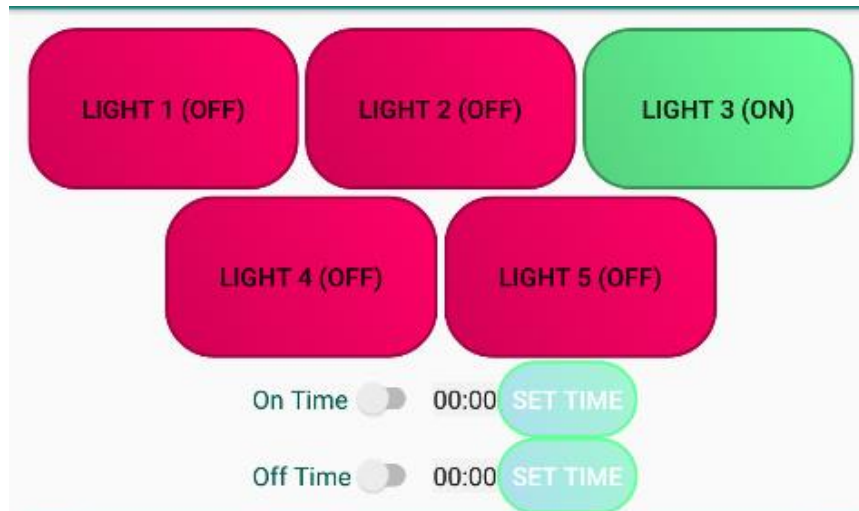 LIGHT 1 (OFF) LIGHT 2 (OFF) LIGHT 3 (ON)
LIGHT 4 (OFF) LIGHT 5 (OFF)
On Time 00:00 SET TIME
Off Time 00:00 SET TIME